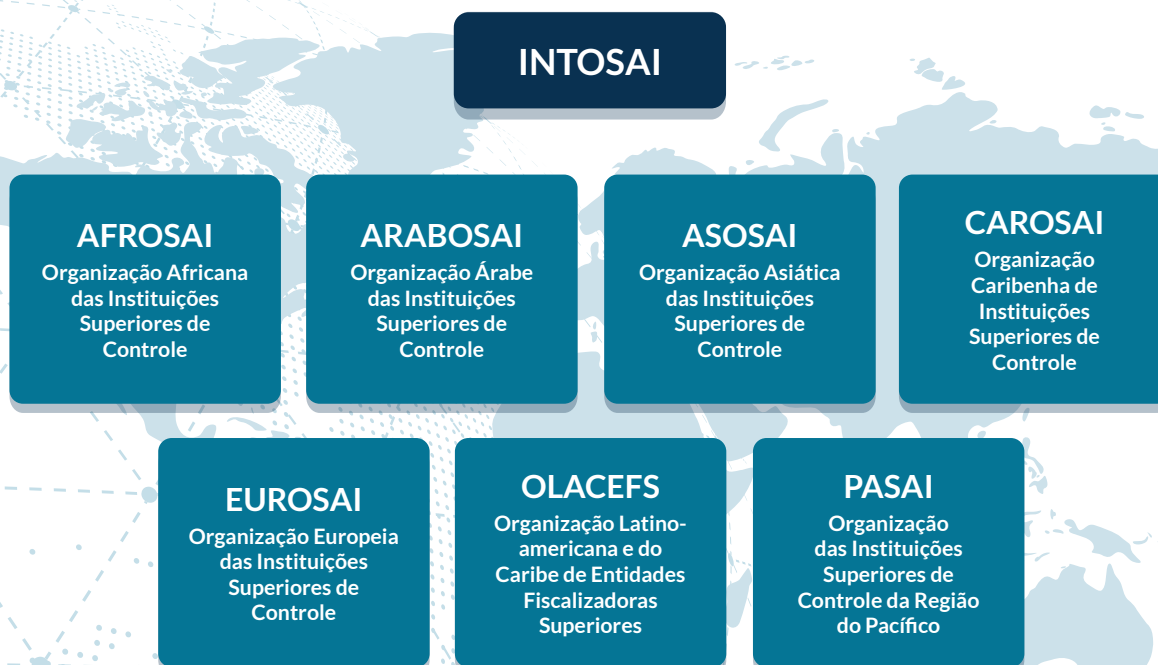 INTOSAI
AFROSAI
Organização Africana
das Instituições
Superiores de
Controle
ARABOSAI
Organização Árabe
das Instituições
Superiores de
Controle
ASOSAI
Organização Asiática
das Instituições
Superiores de
Controle
CAROSAI
Organização
Caribenha de
Instituições
Superiores de
Controle
EUROSAI
Organização Europeia
das Instituições
Superiores de
Controle
OLACEFS
Organização Latino-
americana e do
Caribe de Entidades
Fiscalizadoras
Superiores
PASAI
Organização
das Instituições
Superiores de
Controle da Região
do Pacífico